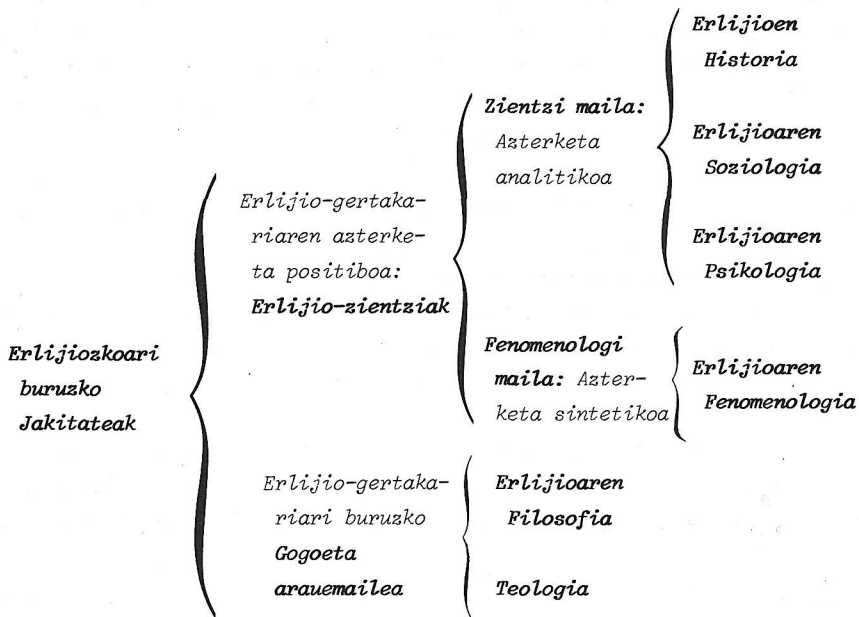 Erlijiozkoari
buruzko
Jakitateak
Erlijio-gertaka-
riaren azterke-
ta positiboa:
Erlijio-zientziak
Zientzi maila:
Azterketa
analitikoa
Erlijioen
Historia
Erlijioaren
Soziologia
Erlijioaren
Psikologia
Fenomenologi
maila: Azter-
keta sintetikoa
Erlijioaren
Fenomenologia
Erlijio-gertaka-
riari buruzko
Gogoeta
arauemailea
Erlijioaren
Filosofia
Teologia